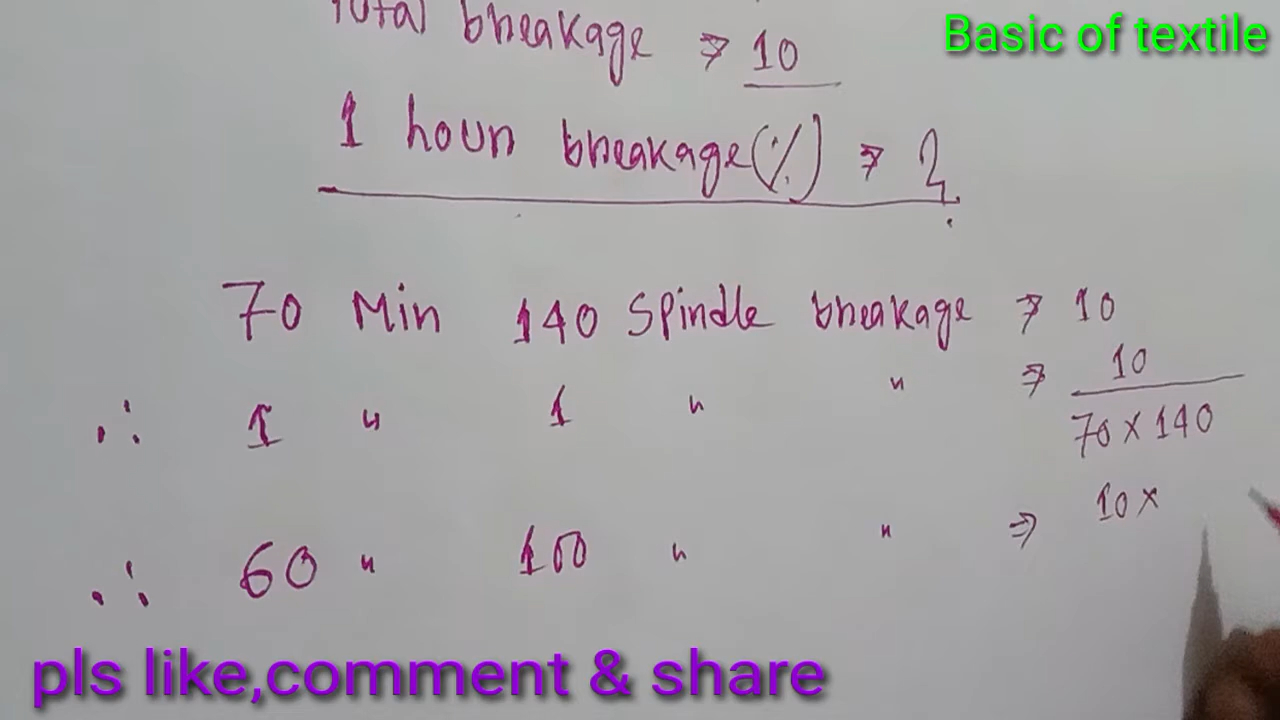 Basic of textile
Total breakage ⇒ 10
1 hour breakage(%) ⇒ ?
70 Min 140 Spindle breakage ⇒ 10
∴ 1 " 1 " " ⇒ 10 / 70 × 140
∴ 60 " 100 " " ⇒ 10 ×
pls like,comment & share